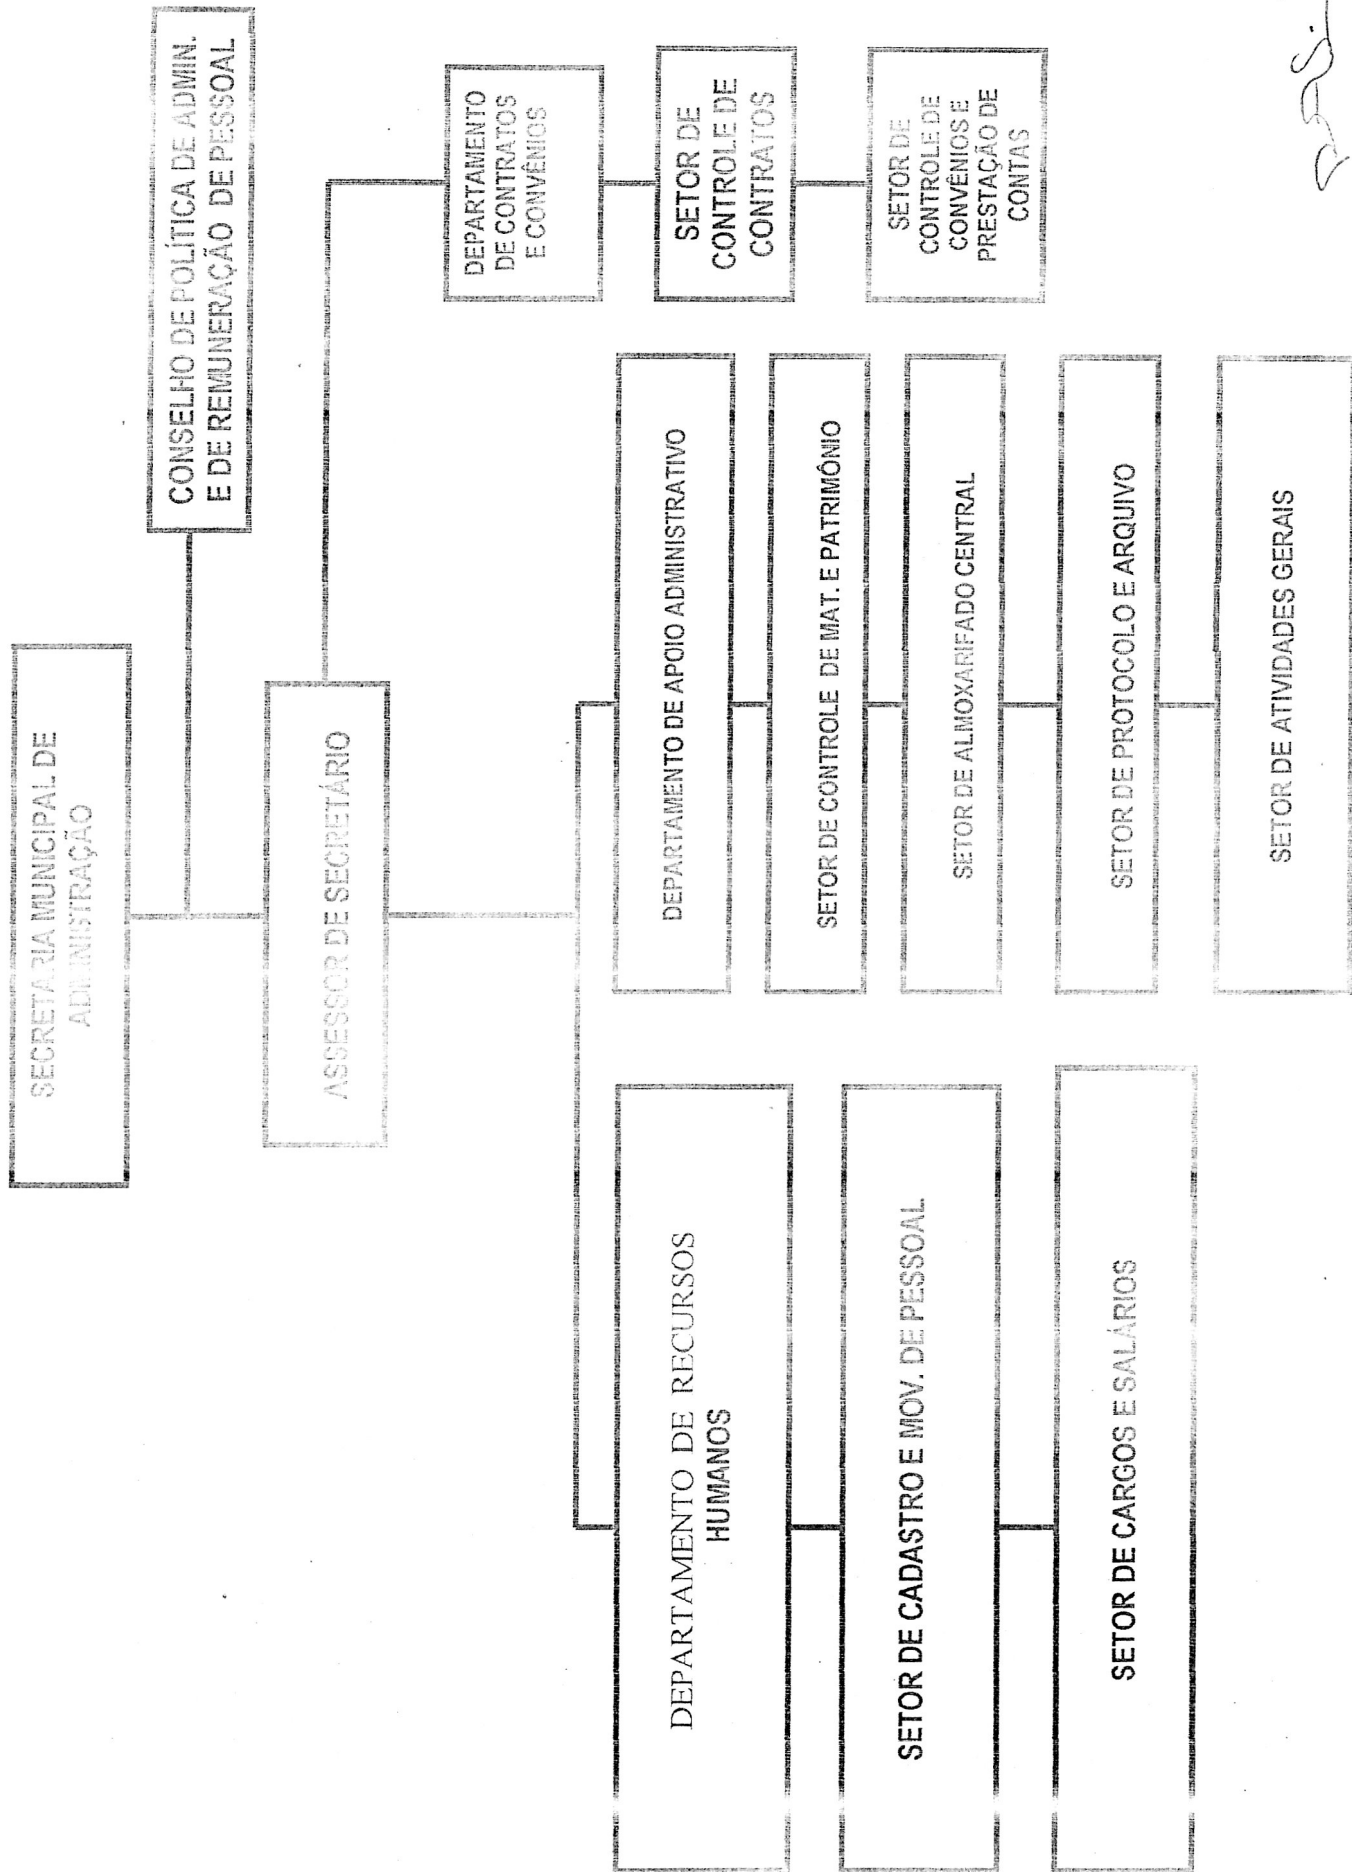 SECRETARIA MUNICIPAL DE
ADMINISTRAÇÃO
CONSELHO DE POLÍTICA DE ADMIN.
E DE REMUNERAÇÃO DE PESSOAL
ASSESSOR DE SECRETÁRIO
DEPARTAMENTO DE RECURSOS
HUMANOS
SETOR DE CADASTRO E MOV. DE PESSOAL
SETOR DE CARGOS E SALÁRIOS
DEPARTAMENTO DE APOIO ADMINISTRATIVO
SETOR DE CONTROLE DE MAT. E PATRIMÔNIO
SETOR DE ALMOXARIFADO CENTRAL
SETOR DE PROTOCOLO E ARQUIVO
SETOR DE ATIVIDADES GERAIS
DEPARTAMENTO
DE CONTRATOS
E CONVÊNIOS
SETOR DE
CONTROLE DE
CONTRATOS
SETOR DE
CONTROLE DE
CONVÊNIOS E
PRESTAÇÃO DE
CONTAS